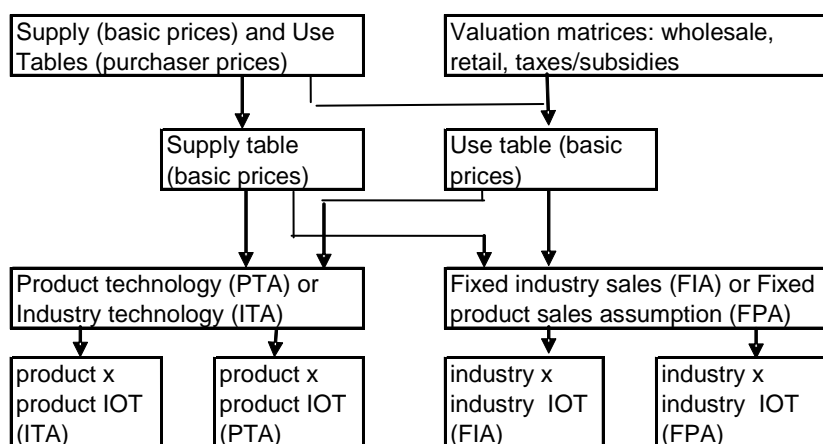 Supply (basic prices) and Use
Tables (purchaser prices)
Valuation matrices: wholesale,
retail, taxes/subsidies
Supply table
(basic prices)
Use table (basic
prices)
Product technology (PTA) or
Industry technology (ITA)
Fixed industry sales (FIA) or Fixed
product sales assumption (FPA)
product x
product IOT
(ITA)
product x
product IOT
(PTA)
industry x
industry IOT
(FIA)
industry x
industry IOT
(FPA)